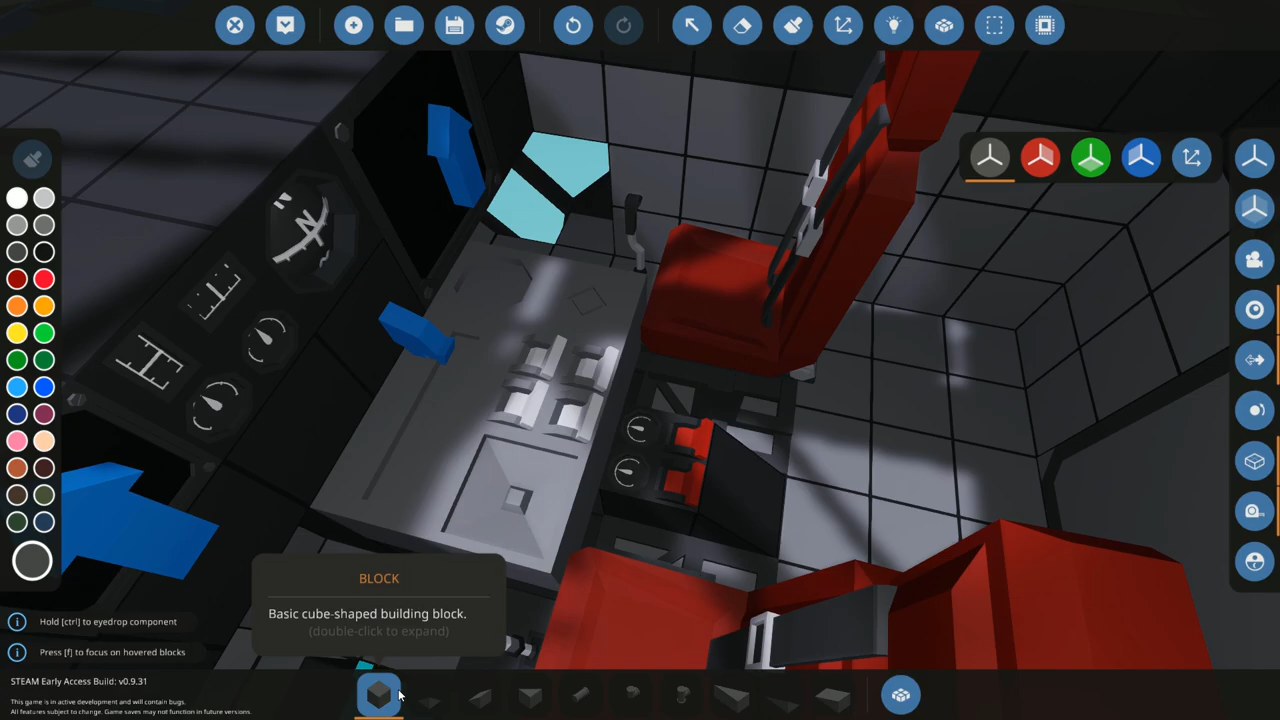 BLOCK
Basic cube-shaped building block.
(double-click to expand)
Hold [ctrl] to eyedrop component
Press [f] to focus on hovered blocks
STEAM Early Access Build: v0.9.31
This game is in active development and will contain bugs.
All features subject to change. Game saves may not function in future versions.